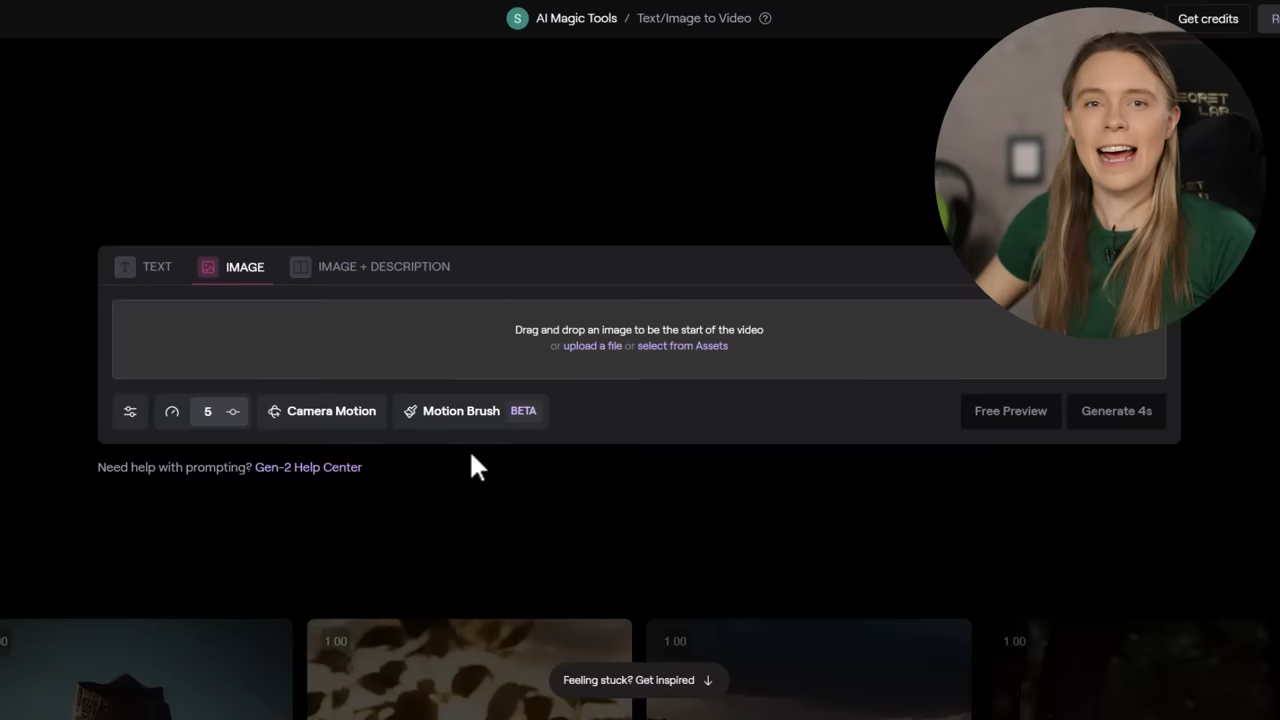 S AI Magic Tools / Text/Image to Video ?
Get credits
TEXT IMAGE IMAGE + DESCRIPTION
Drag and drop an image to be the start of the video
or upload a file or select from Assets
5 Camera Motion Motion Brush BETA
Free Preview Generate 4s
Need help with prompting? Gen-2 Help Center
1 00 1 00 1 00
Feeling stuck? Get inspired ↓